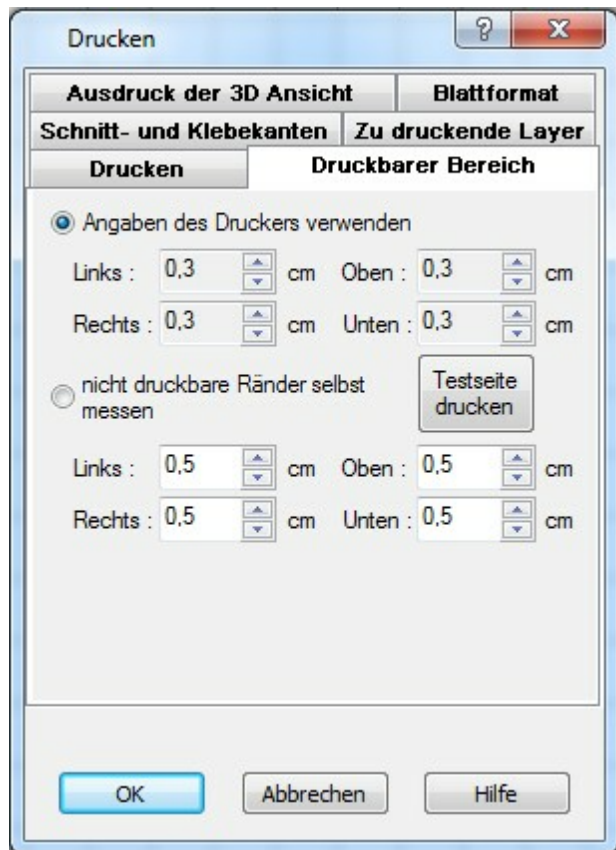 Drucken
?
X
Ausdruck der 3D Ansicht Blattformat
Schnitt- und Klebekanten Zu druckende Layer
Drucken Druckbarer Bereich
Angaben des Druckers verwenden
Links : 0,3 cm Oben : 0,3 cm
Rechts : 0,3 cm Unten : 0,3 cm
nicht druckbare Ränder selbst
messen
Testseite
drucken
Links : 0,5 cm Oben : 0,5 cm
Rechts : 0,5 cm Unten : 0,5 cm
OK Abbrechen Hilfe